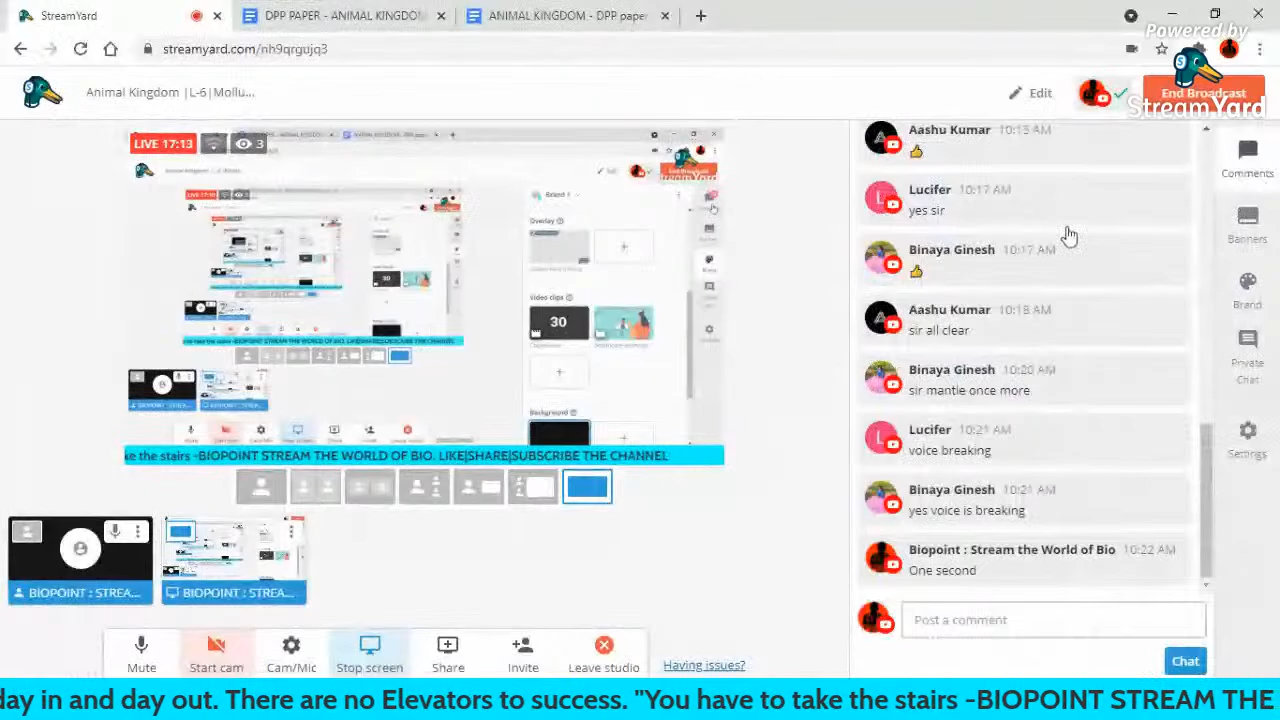 StreamYard
DPP PAPER - ANIMAL KINGDOM
ANIMAL KINGDOM - DPP paper
streamyard.com/nh9qrgujq3
Powered by
StreamYard
Animal Kingdom |L-6|Mollu...
Edit
End Broadcast
LIVE 17:13
3
Brand 1
Overlay
Video clips
30
Background
ke the stairs -BIOPOINT STREAM THE WORLD OF BIO. LIKE|SHARE|SUBSCRIBE THE CHANNEL
BIOPOINT : STREA...
BIOPOINT : STREA...
Mute
Start cam
Cam/Mic
Stop screen
Share
Invite
Leave studio
Having issues?
Aashu Kumar 10:15 AM
👍
Lucifer 10:17 AM
yes sir
Binaya Ginesh 10:17 AM
👍
Aashu Kumar 10:18 AM
sir all clear
Binaya Ginesh 10:20 AM
sir mantle once more
Lucifer 10:21 AM
voice breaking
Binaya Ginesh 10:21 AM
yes voice is breaking
Biopoint : Stream the World of Bio 10:22 AM
One second
Post a comment
Chat
Comments
Banners
Brand
Private
Chat
Settings
day in and day out. There are no Elevators to success. "You have to take the stairs -BIOPOINT STREAM THE